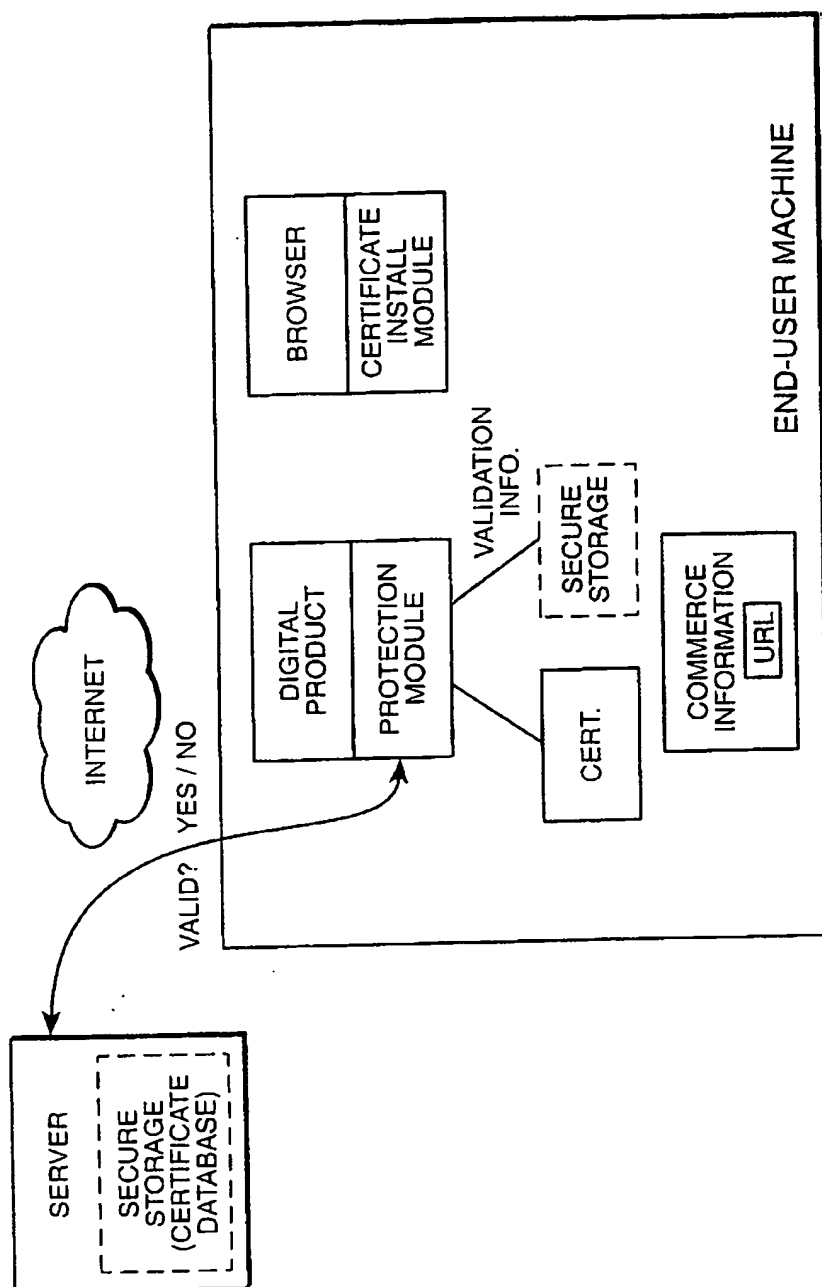 SERVER
SECURE
STORAGE
(CERTIFICATE
DATABASE)
INTERNET
VALID? YES / NO
DIGITAL
PRODUCT
PROTECTION
MODULE
BROWSER
CERTIFICATE
INSTALL
MODULE
VALIDATION
INFO.
CERT.
SECURE
STORAGE
COMMERCE
INFORMATION
URL
END-USER MACHINE